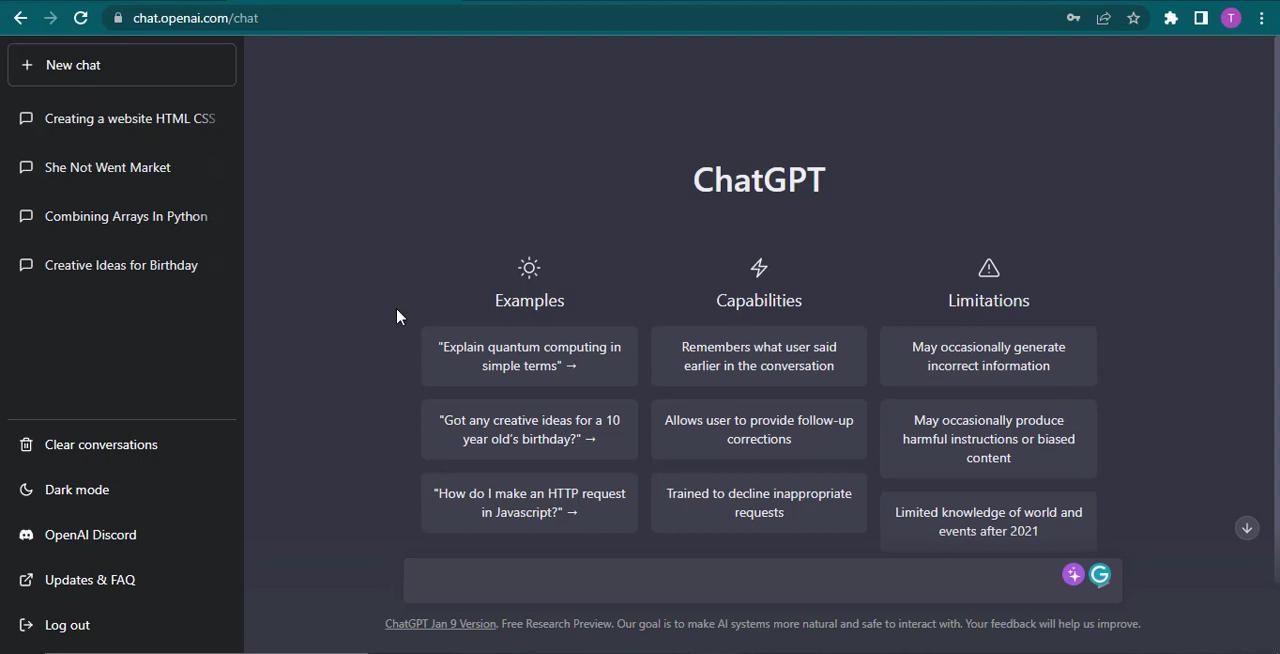 chat.openai.com/chat
T
New chat
Creating a website HTML CSS
She Not Went Market
Combining Arrays In Python
Creative Ideas for Birthday
Clear conversations
Dark mode
OpenAI Discord
Updates & FAQ
Log out
ChatGPT
Examples
"Explain quantum computing in
simple terms" →
"Got any creative ideas for a 10
year old's birthday?" →
"How do I make an HTTP request
in Javascript?" →
Capabilities
Remembers what user said
earlier in the conversation
Allows user to provide follow-up
corrections
Trained to decline inappropriate
requests
Limitations
May occasionally generate
incorrect information
May occasionally produce
harmful instructions or biased
content
Limited knowledge of world and
events after 2021
ChatGPT Jan 9 Version. Free Research Preview. Our goal is to make AI systems more natural and safe to interact with. Your feedback will help us improve.